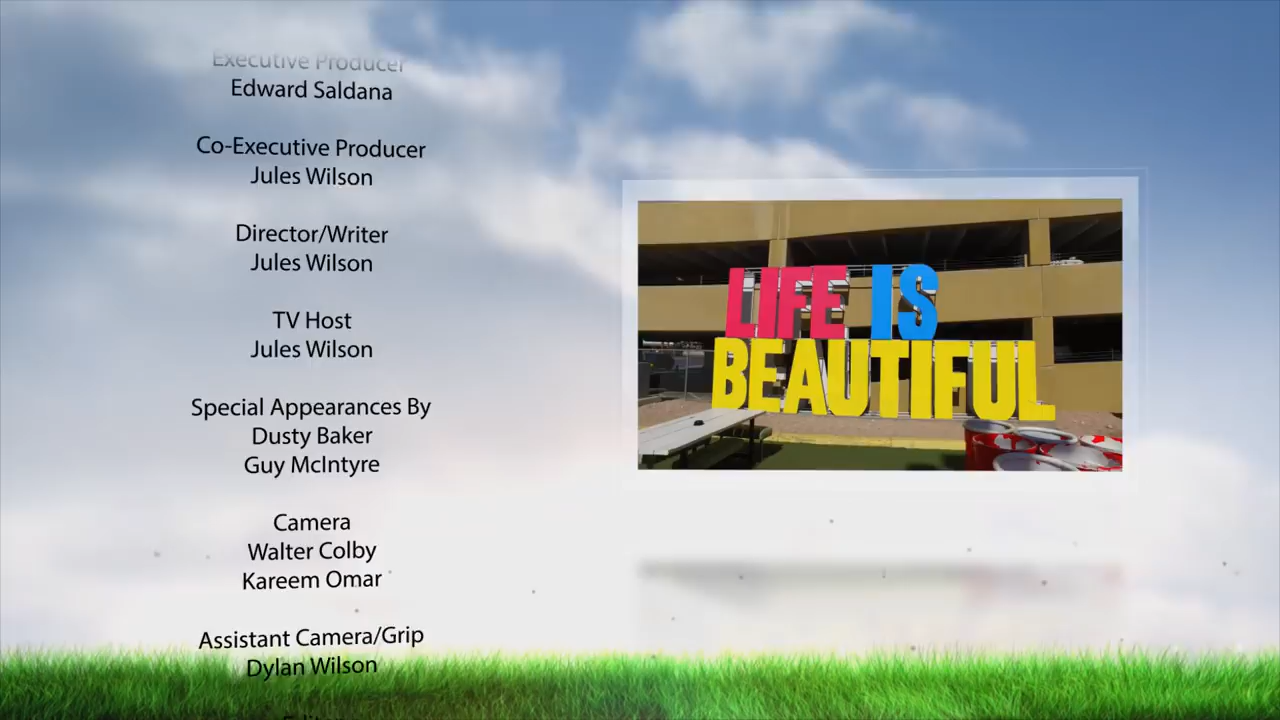 Executive Producer
Edward Saldana
Co-Executive Producer
Jules Wilson
Director/Writer
Jules Wilson
TV Host
Jules Wilson
Special Appearances By
Dusty Baker
Guy McIntyre
Camera
Walter Colby
Kareem Omar
Assistant Camera/Grip
Dylan Wilson
LIFE IS
BEAUTIFUL